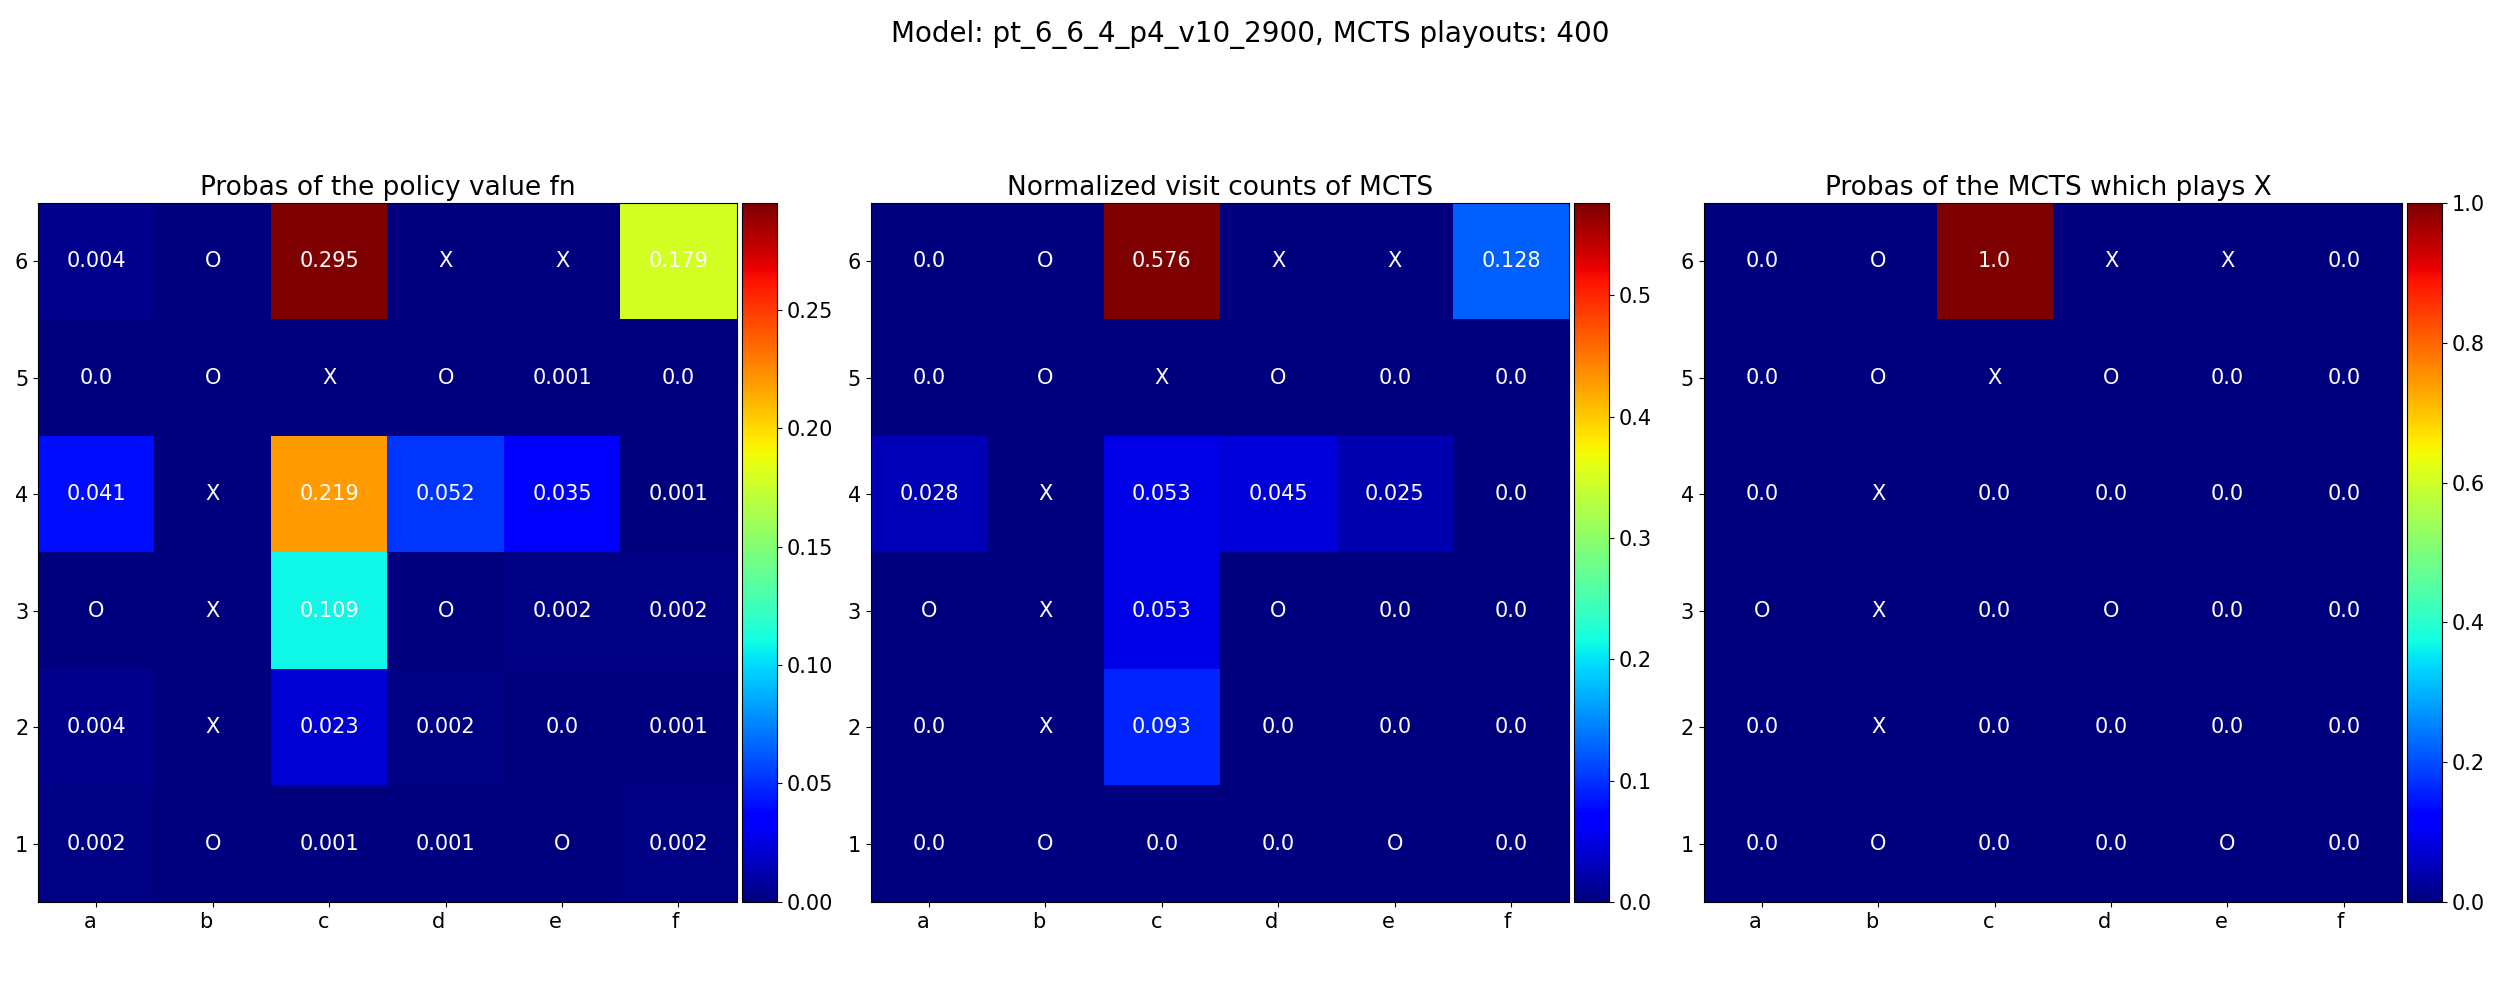 Model: pt_6_6_4_p4_v10_2900, MCTS playouts: 400
Probas of the policy value fn
6 0.004 O 0.295 X X 0.179
5 0.0 O X O 0.001 0.0
4 0.041 X 0.219 0.052 0.035 0.001
3 O X 0.109 O 0.002 0.002
2 0.004 X 0.023 0.002 0.0 0.001
1 0.002 O 0.001 0.001 O 0.002
a b c d e f
0.25
0.20
0.15
0.10
0.05
0.00
Normalized visit counts of MCTS
6 0.0 O 0.576 X X 0.128
5 0.0 O X O 0.0 0.0
4 0.028 X 0.053 0.045 0.025 0.0
3 O X 0.053 O 0.0 0.0
2 0.0 X 0.093 0.0 0.0 0.0
1 0.0 O 0.0 0.0 O 0.0
a b c d e f
0.5
0.4
0.3
0.2
0.1
0.0
Probas of the MCTS which plays X
6 0.0 O 1.0 X X 0.0
5 0.0 O X O 0.0 0.0
4 0.0 X 0.0 0.0 0.0 0.0
3 O X 0.0 O 0.0 0.0
2 0.0 X 0.0 0.0 0.0 0.0
1 0.0 O 0.0 0.0 O 0.0
a b c d e f
1.0
0.8
0.6
0.4
0.2
0.0